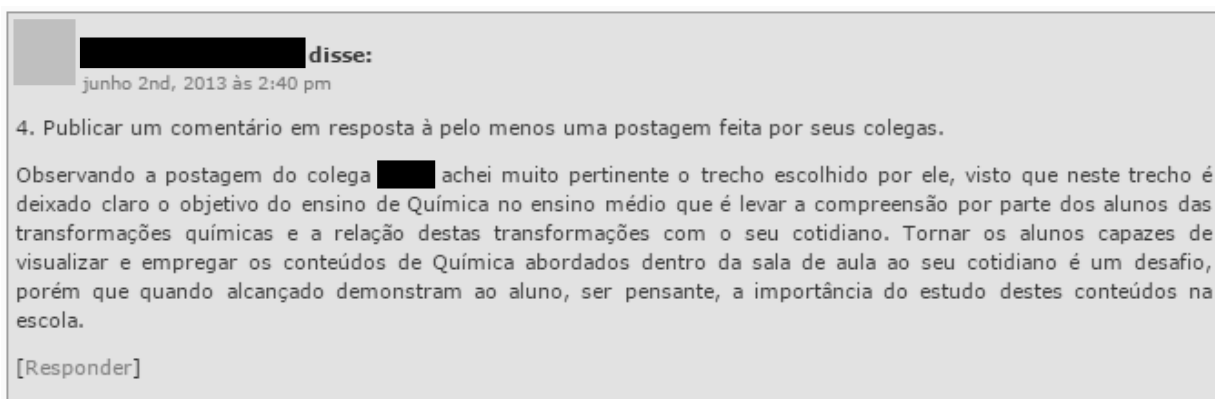 disse:
junho 2nd, 2013 às 2:40 pm
4. Publicar um comentário em resposta à pelo menos uma postagem feita por seus colegas.
Observando a postagem do colega achei muito pertinente o trecho escolhido por ele, visto que neste trecho é
deixado claro o objetivo do ensino de Química no ensino médio que é levar a compreensão por parte dos alunos das
transformações químicas e a relação destas transformações com o seu cotidiano. Tornar os alunos capazes de
visualizar e empregar os conteúdos de Química abordados dentro da sala de aula ao seu cotidiano é um desafio,
porém que quando alcançado demonstram ao aluno, ser pensante, a importância do estudo destes conteúdos na
escola.
[Responder]